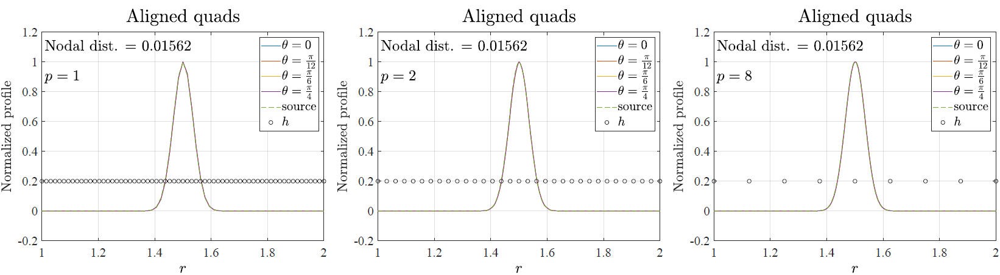 Aligned quads
Nodal dist. = 0.01562
p = 1
θ = 0
θ = π/12
θ = π/6
θ = π/4
source
h
Normalized profile
1.2
1
0.8
0.6
0.4
0.2
0
-0.2
1 1.2 1.4 1.6 1.8 2
r
Aligned quads
Nodal dist. = 0.01562
p = 2
θ = 0
θ = π/12
θ = π/6
θ = π/4
source
h
Normalized profile
1.2
1
0.8
0.6
0.4
0.2
0
-0.2
1 1.2 1.4 1.6 1.8 2
r
Aligned quads
Nodal dist. = 0.01562
p = 8
θ = 0
θ = π/12
θ = π/6
θ = π/4
source
h
Normalized profile
1.2
1
0.8
0.6
0.4
0.2
0
-0.2
1 1.2 1.4 1.6 1.8 2
r